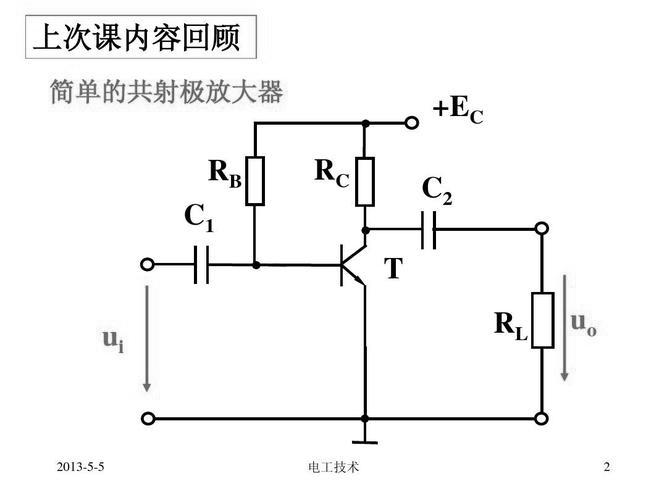 上次课内容回顾
简单的共射极放大器
+E_C
R_B
R_C
C_2
C_1
T
R_L
u_o
u_i
2013-5-5
电工技术
2